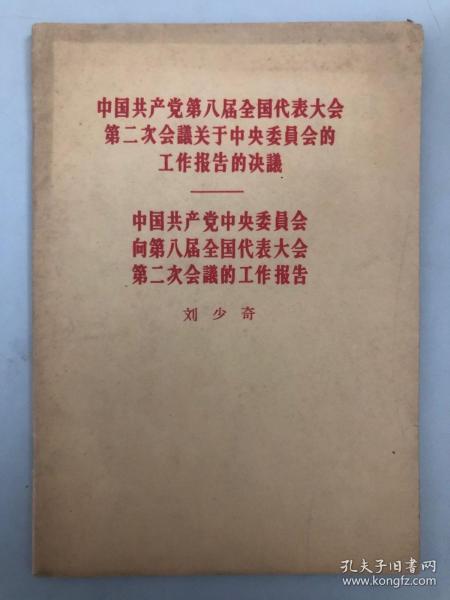 中国共产党第八届全国代表大会
第二次会議关于中央委員会的
工作报告的决議
中国共产党中央委員会
向第八届全国代表大会
第二次会議的工作报告
刘少奇
孔夫子旧书网
www.kongfz.com